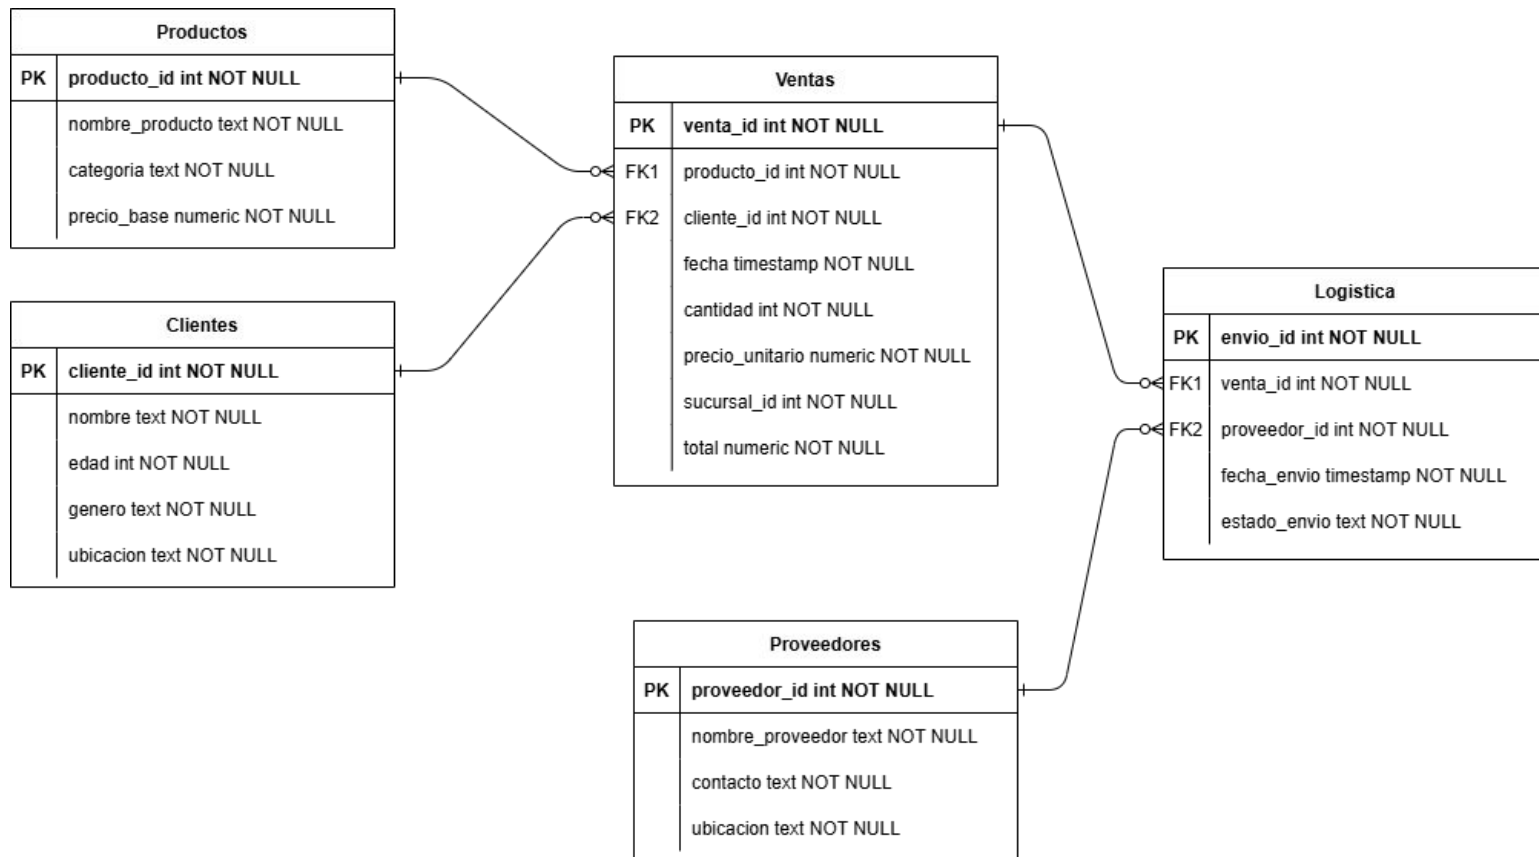 Productos
PK producto_id int NOT NULL
nombre_producto text NOT NULL
categoria text NOT NULL
precio_base numeric NOT NULL
Clientes
PK cliente_id int NOT NULL
nombre text NOT NULL
edad int NOT NULL
genero text NOT NULL
ubicacion text NOT NULL
Ventas
PK venta_id int NOT NULL
FK1 producto_id int NOT NULL
FK2 cliente_id int NOT NULL
fecha timestamp NOT NULL
cantidad int NOT NULL
precio_unitario numeric NOT NULL
sucursal_id int NOT NULL
total numeric NOT NULL
Logistica
PK envio_id int NOT NULL
FK1 venta_id int NOT NULL
FK2 proveedor_id int NOT NULL
fecha_envio timestamp NOT NULL
estado_envio text NOT NULL
Proveedores
PK proveedor_id int NOT NULL
nombre_proveedor text NOT NULL
contacto text NOT NULL
ubicacion text NOT NULL